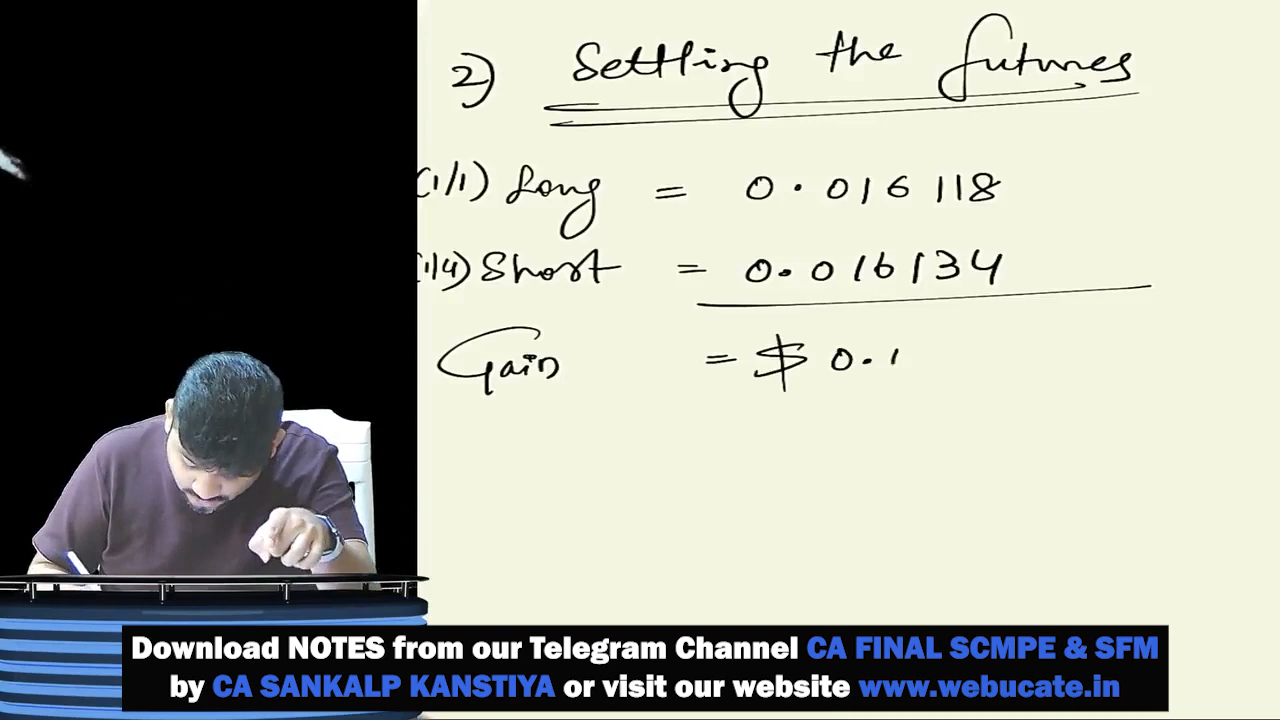 2) Settling the futures
(1/1) Long = 0.016118
(1/4) Short = 0.016134
Gain = $ 0.1
Download NOTES from our Telegram Channel CA FINAL SCMPE & SFM
by CA SANKALP KANSTIYA or visit our website www.webucate.in